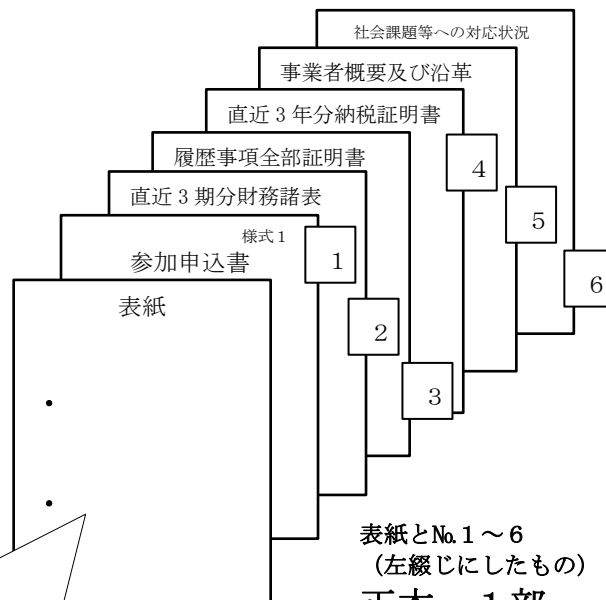 社会課題等への対応状況
事業者概要及び沿革
直近３年分納税証明書
履歴事項全部証明書
直近３期分財務諸表
様式１
参加申込書
表紙
1
2
3
4
5
6
表紙と№１～６
（左綴じにしたもの）
正本　１部